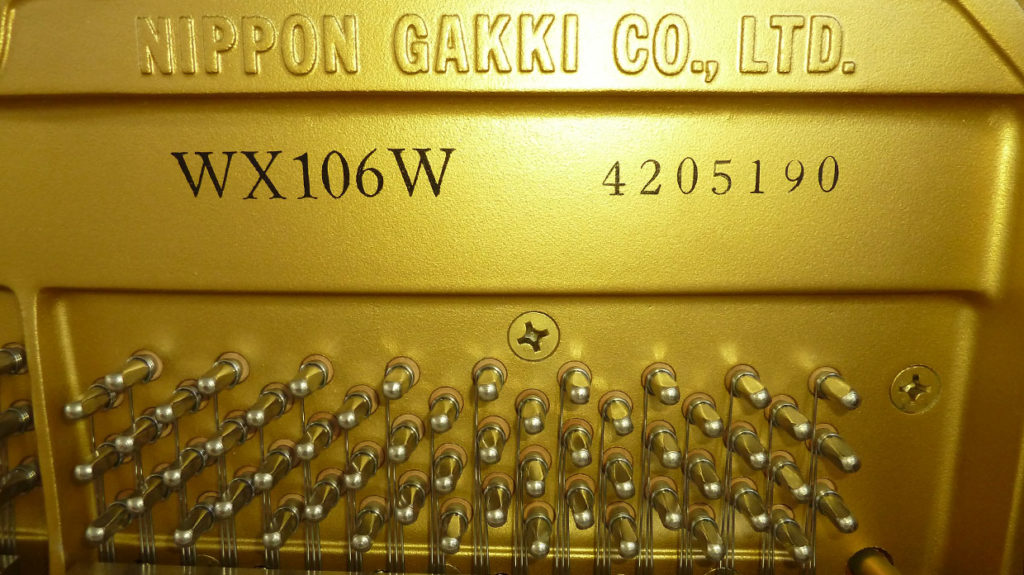 NIPPON GAKKI CO., LTD.
WX106W 4205190